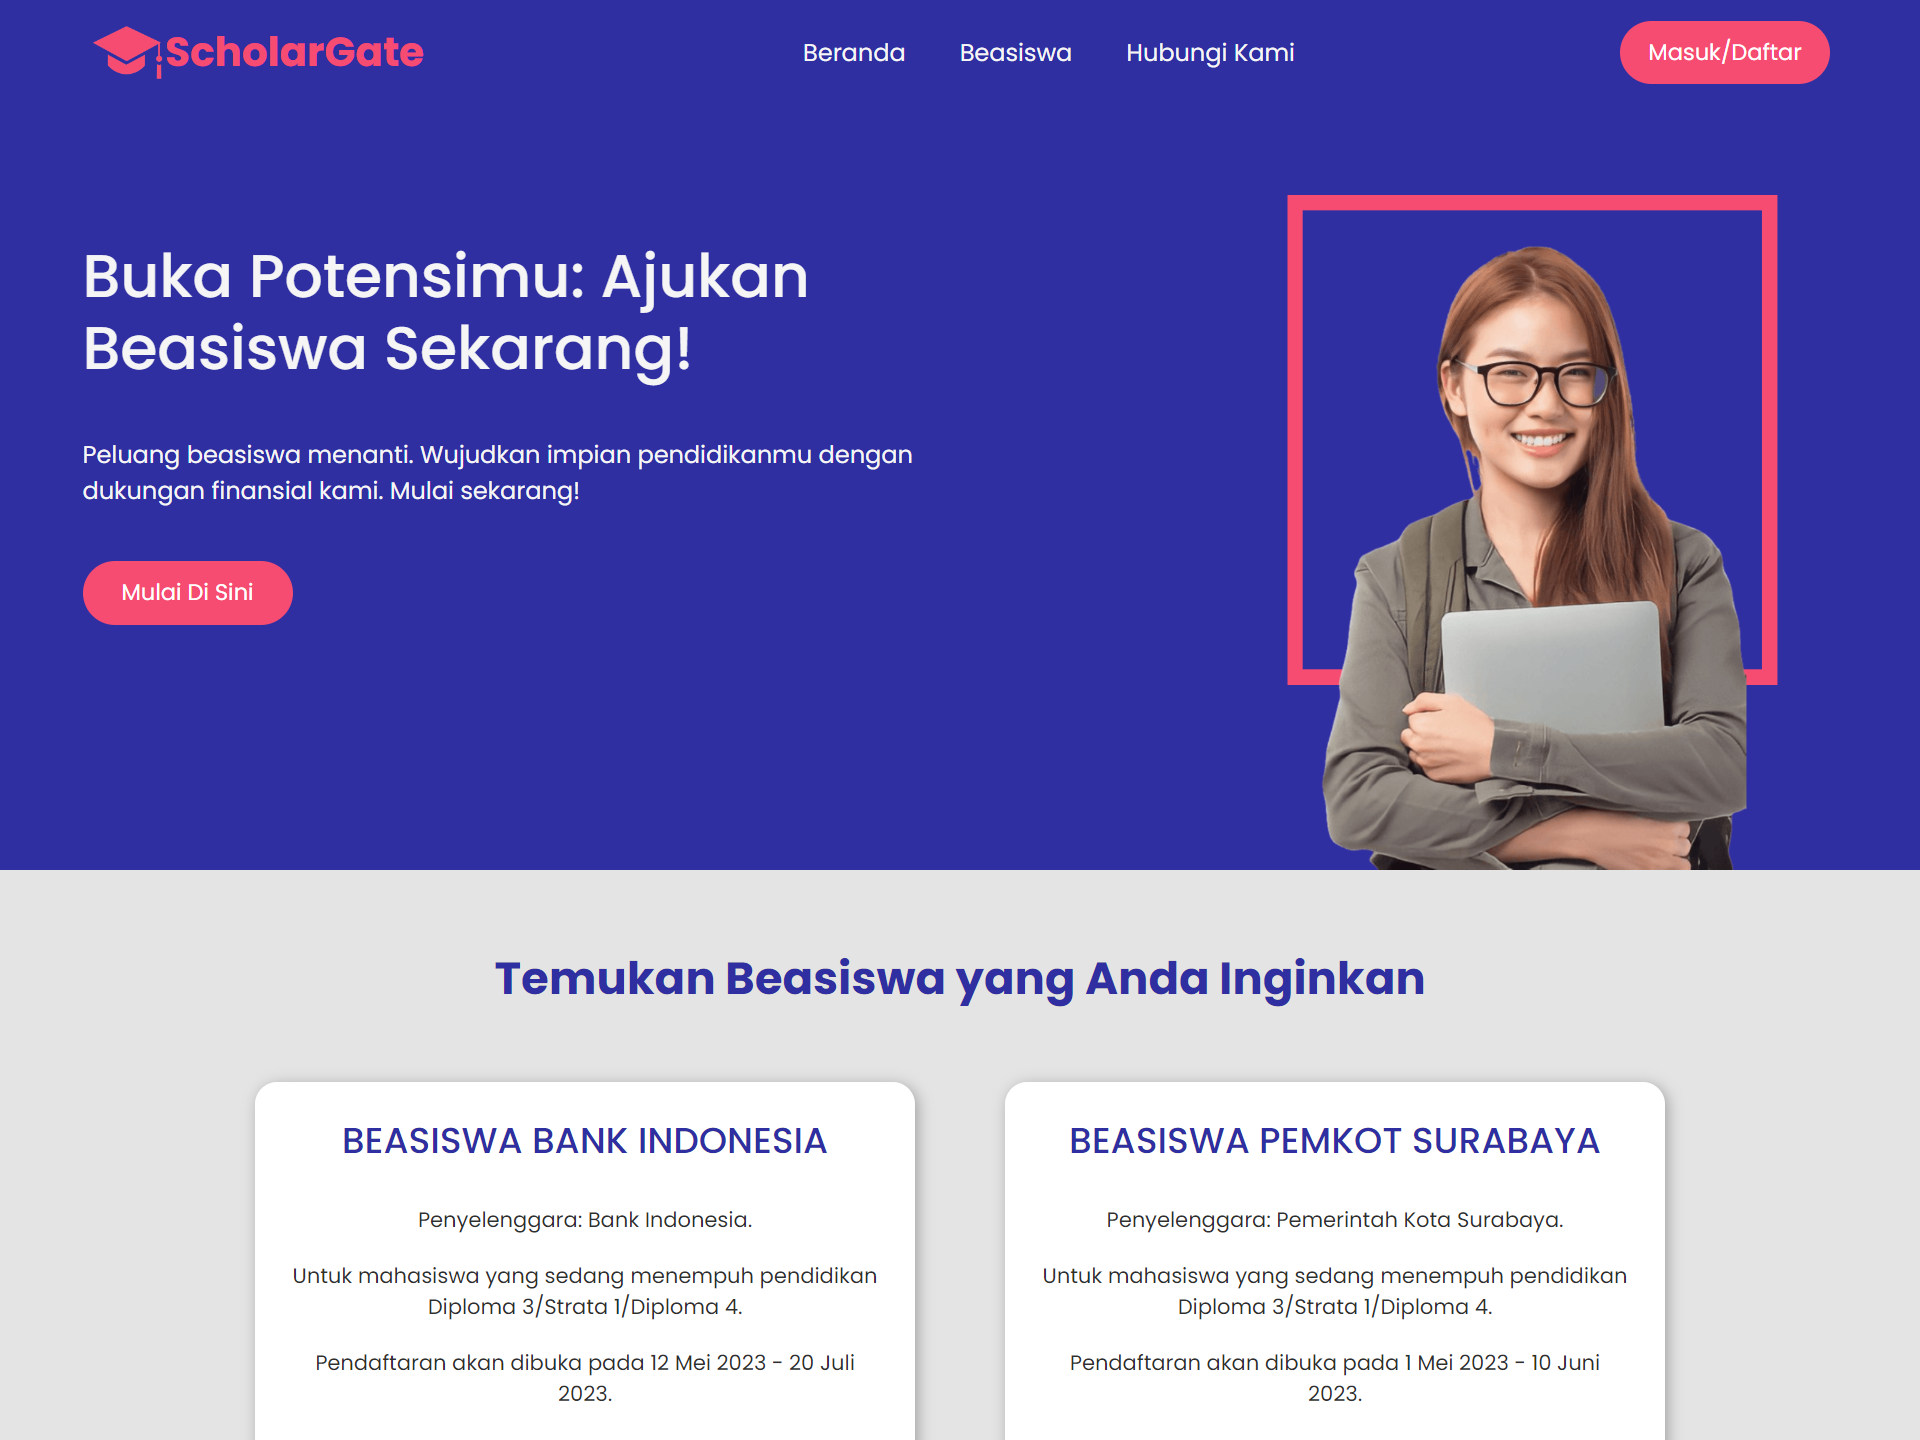 ScholarGate
Beranda
Beasiswa
Hubungi Kami
Masuk/Daftar
Buka Potensimu: Ajukan
Beasiswa Sekarang!
Peluang beasiswa menanti. Wujudkan impian pendidikanmu dengan
dukungan finansial kami. Mulai sekarang!
Mulai Di Sini
Temukan Beasiswa yang Anda Inginkan
BEASISWA BANK INDONESIA
Penyelenggara: Bank Indonesia.
Untuk mahasiswa yang sedang menempuh pendidikan
Diploma 3/Strata 1/Diploma 4.
Pendaftaran akan dibuka pada 12 Mei 2023 - 20 Juli
2023.
BEASISWA PEMKOT SURABAYA
Penyelenggara: Pemerintah Kota Surabaya.
Untuk mahasiswa yang sedang menempuh pendidikan
Diploma 3/Strata 1/Diploma 4.
Pendaftaran akan dibuka pada 1 Mei 2023 - 10 Juni
2023.